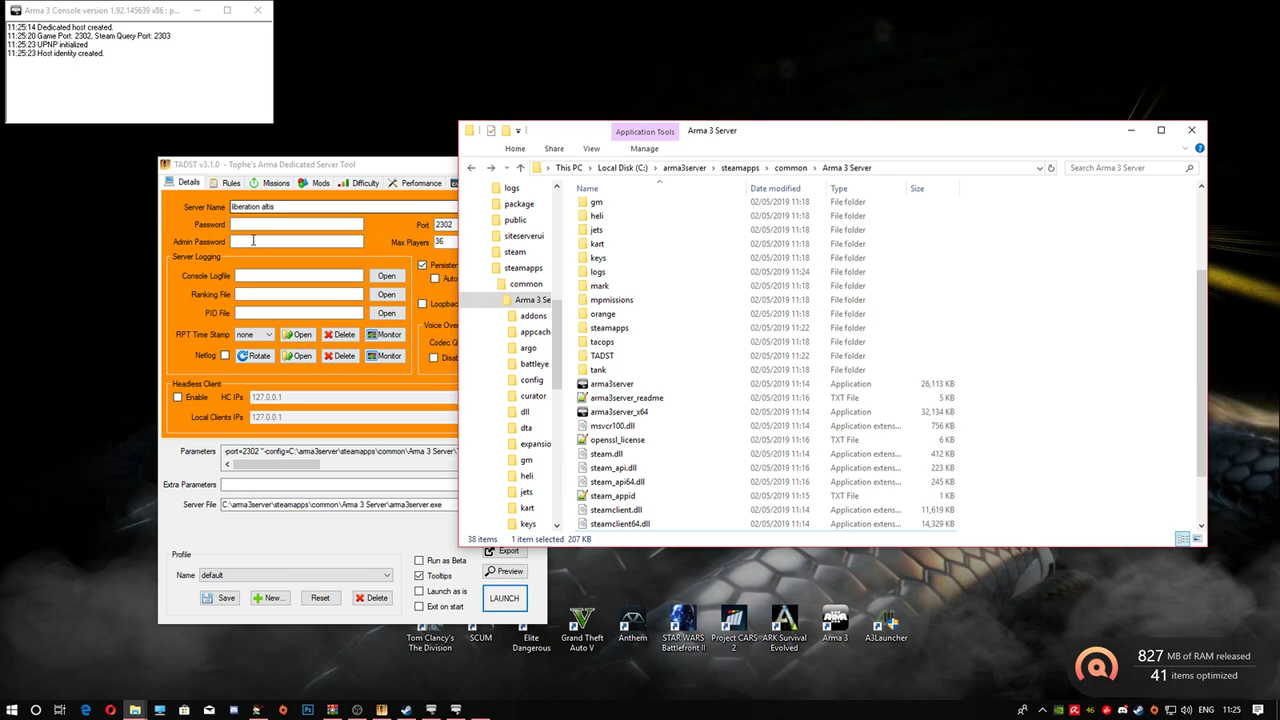 Arma 3 Console version 1.92.145639 x86 : p...
11:25:14 Dedicated host created.
11:25:20 Game Port: 2302, Steam Query Port: 2303
11:25:23 UPNP initialized
11:25:23 Host identity created.
TADST v3.1.0 - Tophe's Arma Dedicated Server Tool
Details Rules Missions Mods Difficulty Performance
Server Name liberation altis
Password Port 2302
Admin Password Max Players 36
Server Logging
Console Logfile Open
Ranking File Open
PID File Open
RPT Time Stamp none Open Delete Monitor
Netlog Rotate Open Delete Monitor
Persisten
Auto
Loopbac
Voice Over
Codec Q
Disab
Headless Client
Enable HC IPs 127.0.0.1
Local Clients IPs 127.0.0.1
Parameters -port=2302 "-config=C:\arma3server\steamapps\common\Arma 3 Server\T
Extra Parameters
Server File C:\arma3server\steamapps\common\Arma 3 Server\arma3server.exe
Profile
Name default
Save New... Reset Delete
Run as Beta
Tooltips
Launch as is
Exit on start
Export
Preview
LAUNCH
Application Tools Arma 3 Server
Home Share View Manage
This PC Local Disk (C:) arma3server steamapps common Arma 3 Server Search Arma 3 Server
logs
package
public
siteserverui
steam
steamapps
common
Arma 3 Se
addons
appcach
argo
battleye
config
curator
dll
dta
expansio
gm
heli
jets
kart
keys
Name Date modified Type Size
gm 02/05/2019 11:18 File folder
heli 02/05/2019 11:18 File folder
jets 02/05/2019 11:18 File folder
kart 02/05/2019 11:18 File folder
keys 02/05/2019 11:18 File folder
logs 02/05/2019 11:24 File folder
mark 02/05/2019 11:18 File folder
mpmissions 02/05/2019 11:18 File folder
orange 02/05/2019 11:18 File folder
steamapps 02/05/2019 11:22 File folder
tacops 02/05/2019 11:18 File folder
TADST 02/05/2019 11:22 File folder
tank 02/05/2019 11:18 File folder
arma3server 02/05/2019 11:14 Application 26,113 KB
arma3server_readme 02/05/2019 11:16 TXT File 5 KB
arma3server_x64 02/05/2019 11:14 Application 32,134 KB
msvcr100.dll 02/05/2019 11:14 Application extens... 756 KB
openssl_license 02/05/2019 11:16 TXT File 6 KB
steam.dll 02/05/2019 11:14 Application extens... 412 KB
steam_api.dll 02/05/2019 11:16 Application extens... 223 KB
steam_api64.dll 02/05/2019 11:16 Application extens... 261 KB
steam_appid 02/05/2019 11:15 TXT File 1 KB
steamclient.dll 02/05/2019 11:14 Application extens... 11,619 KB
steamclient64.dll 02/05/2019 11:14 Application extens... 14,329 KB
38 items 1 item selected 207 KB
Tom Clancy's The Division
SCUM
Elite Dangerous
Grand Theft Auto V
Anthem
STAR WARS Battlefront II
Project CARS 2
ARK Survival Evolved
Arma 3
A3Launcher
827 MB of RAM released
41 items optimized
46 ENG 11:25